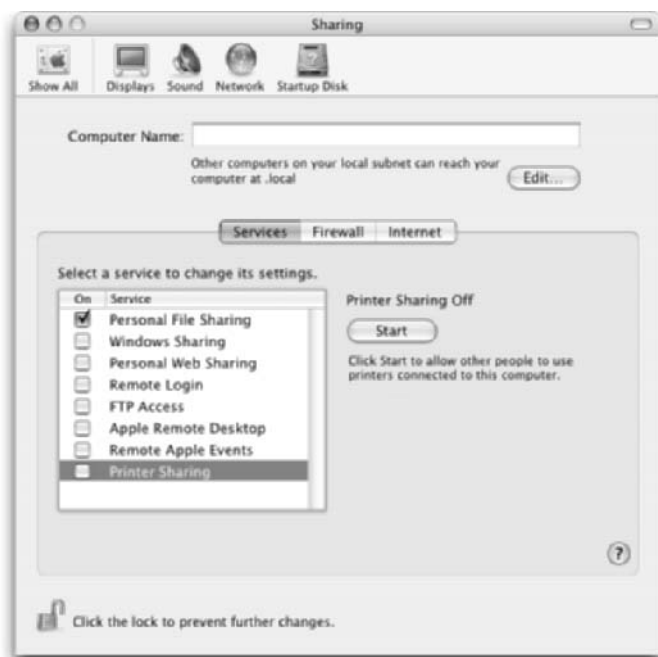 Sharing
Show All Displays Sound Network Startup Disk
Computer Name:
Other computers on your local subnet can reach your
computer at .local
Edit...
Services Firewall Internet
Select a service to change its settings.
On Service
Personal File Sharing
Windows Sharing
Personal Web Sharing
Remote Login
FTP Access
Apple Remote Desktop
Remote Apple Events
Printer Sharing
Printer Sharing Off
Start
Click Start to allow other people to use
printers connected to this computer.
?
Click the lock to prevent further changes.